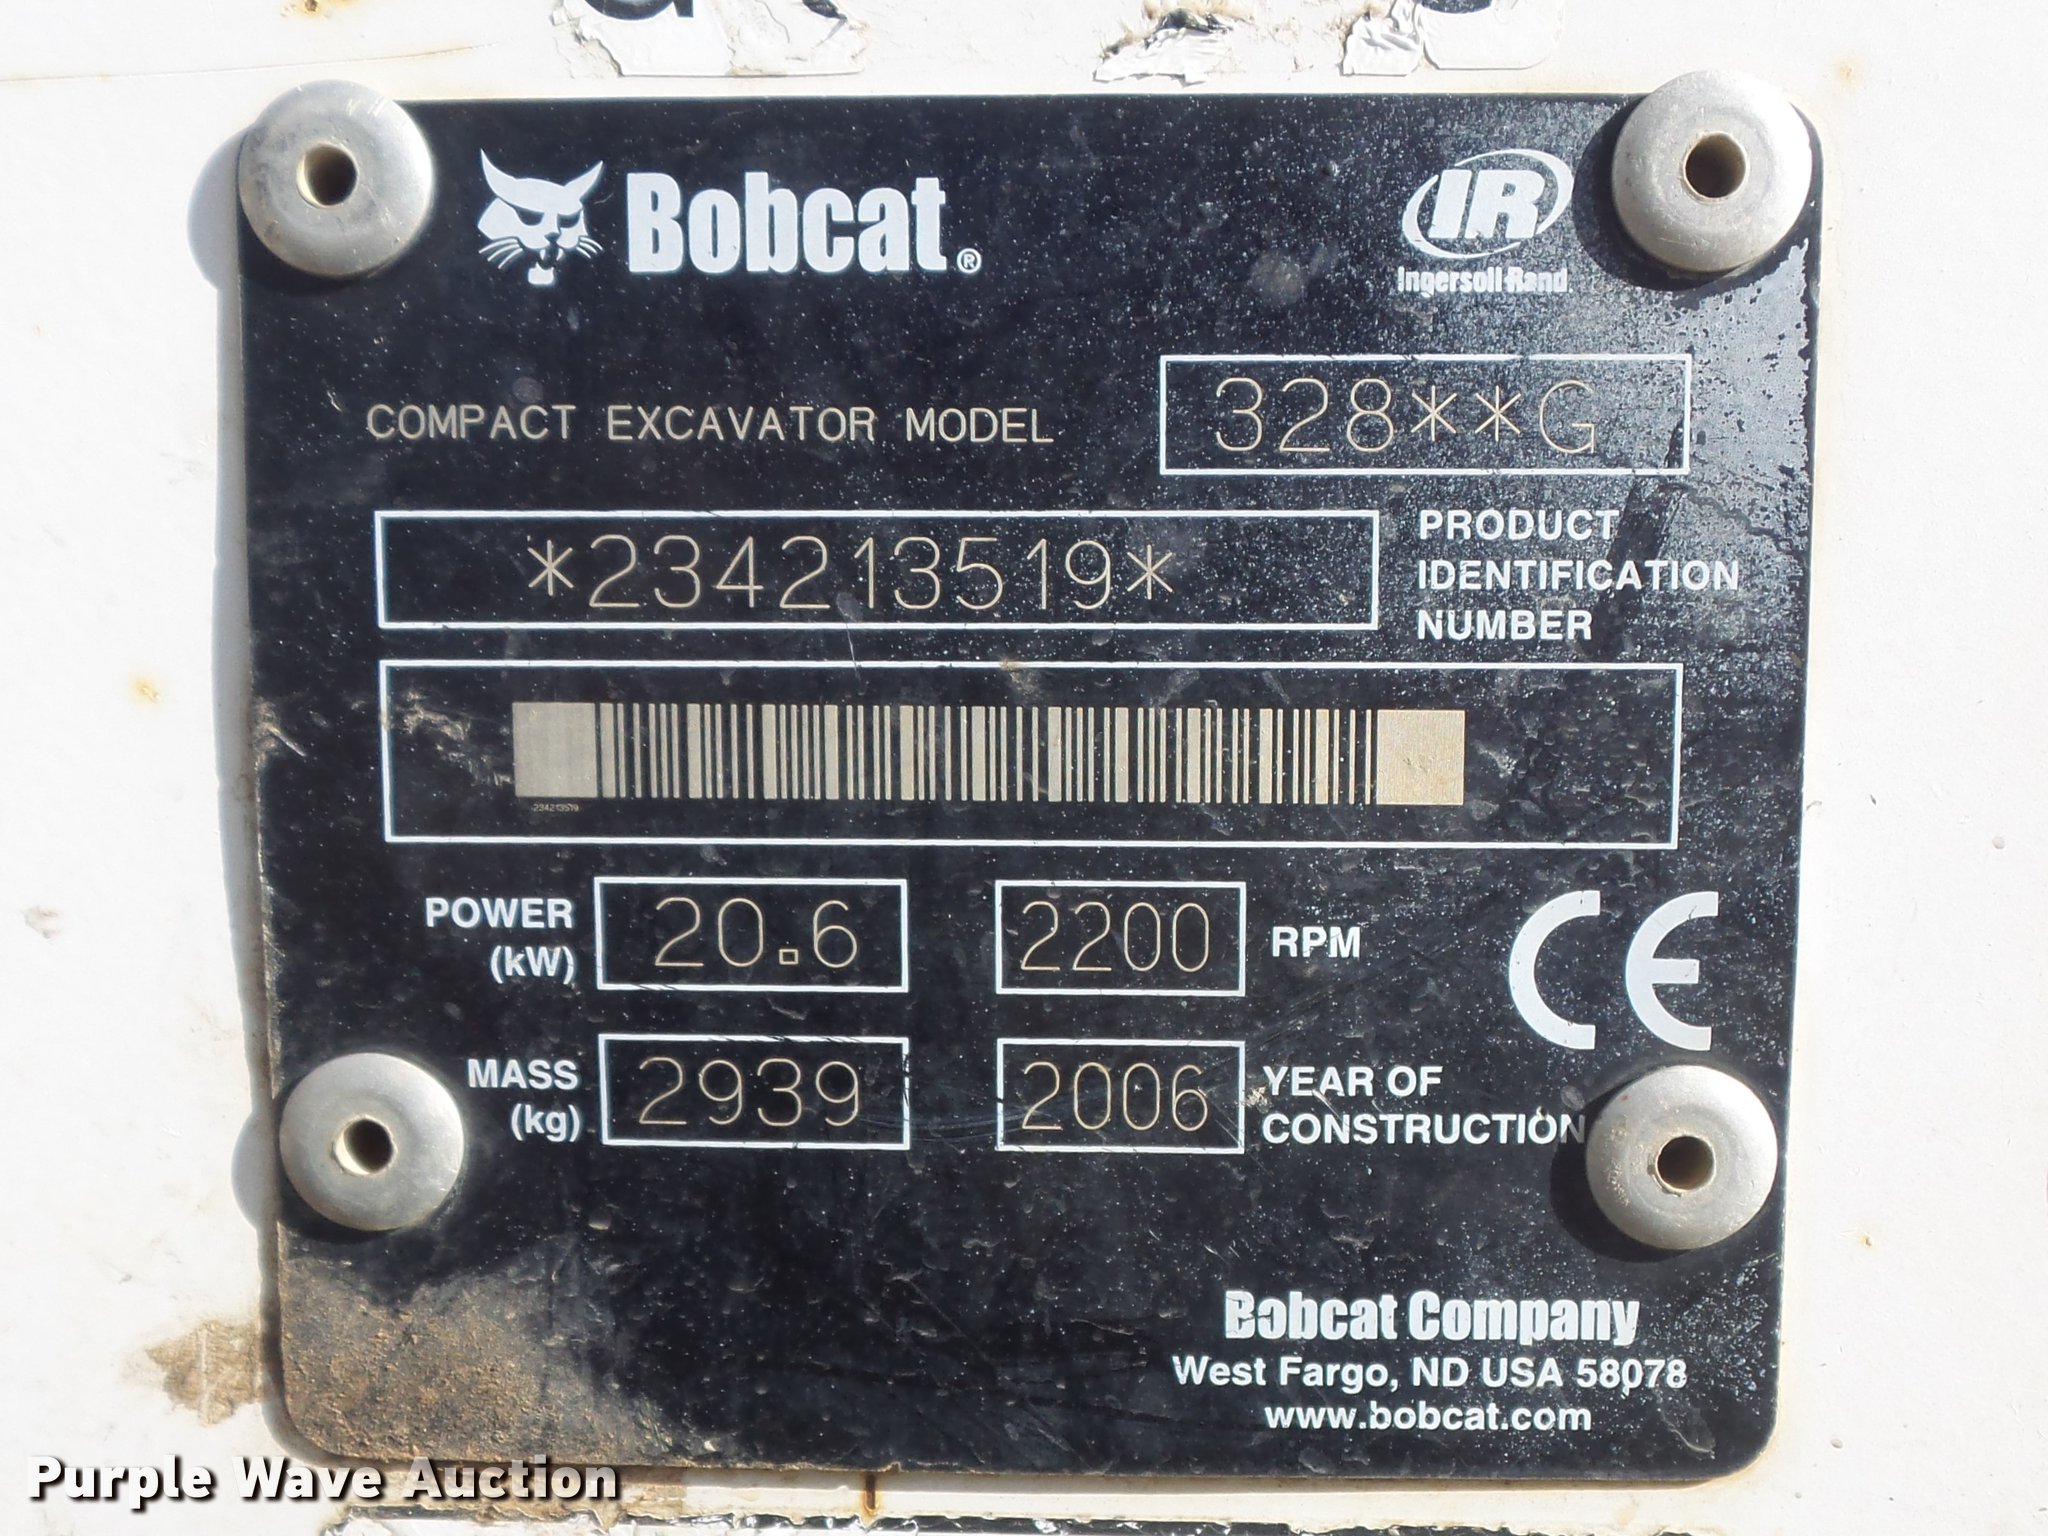 Bobcat®
IR
Ingersoll-Rand
COMPACT EXCAVATOR MODEL 328**G
*234213519* PRODUCT
IDENTIFICATION
NUMBER
234213519
POWER
(kW) 20.6 2200 RPM
CE
MASS
(kg) 2939 2006 YEAR OF
CONSTRUCTION
Bobcat Company
West Fargo, ND USA 58078
www.bobcat.com
Purple Wave Auction